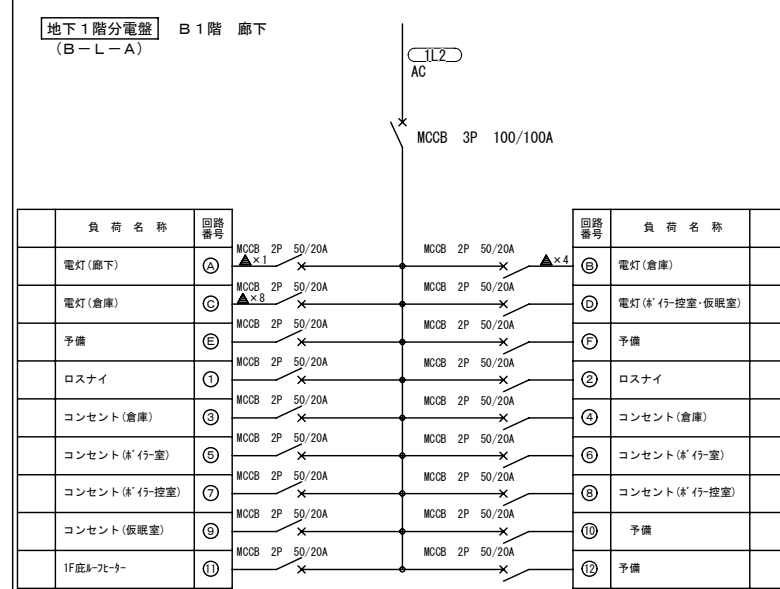 地下1階分電盤 B1階 廊下
(B-L-A)
1L2
AC
MCCB 3P 100/100A
負荷名称 回路番号 回路番号 負荷名称
電灯(廊下) Ⓐ MCCB 2P 50/20A ×1 MCCB 2P 50/20A ×4 Ⓑ 電灯(倉庫)
電灯(倉庫) Ⓒ MCCB 2P 50/20A ×8 MCCB 2P 50/20A Ⓓ 電灯(ボイラー控室・仮眠室)
予備 Ⓔ MCCB 2P 50/20A MCCB 2P 50/20A Ⓕ 予備
ロスナイ ① MCCB 2P 50/20A MCCB 2P 50/20A ② ロスナイ
コンセント(倉庫) ③ MCCB 2P 50/20A MCCB 2P 50/20A ④ コンセント(倉庫)
コンセント(ボイラー室) ⑤ MCCB 2P 50/20A MCCB 2P 50/20A ⑥ コンセント(ボイラー室)
コンセント(ボイラー控室) ⑦ MCCB 2P 50/20A MCCB 2P 50/20A ⑧ コンセント(ボイラー控室)
コンセント(仮眠室) ⑨ MCCB 2P 50/20A MCCB 2P 50/20A ⑩ 予備
1F庇ルーフヒーター ⑪ MCCB 2P 50/20A MCCB 2P 50/20A ⑫ 予備